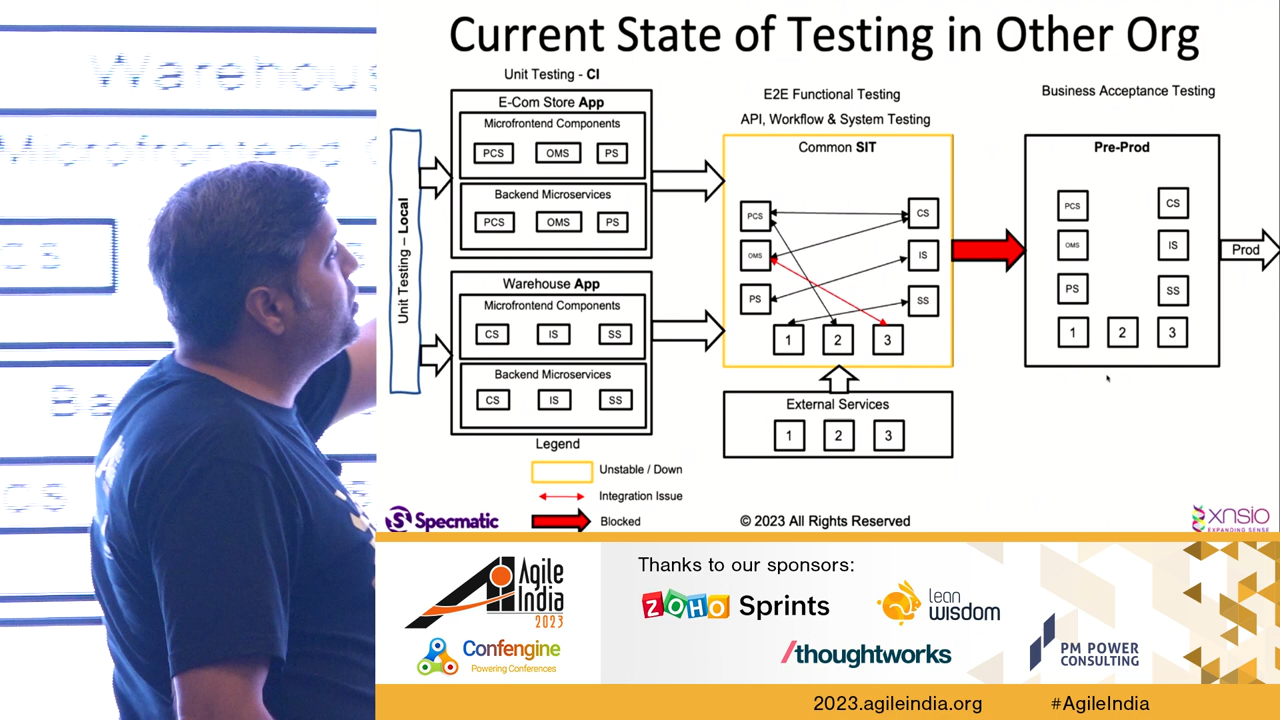 Current State of Testing in Other Org
Unit Testing - CI
E-Com Store App
Microfrontend Components
PCS OMS PS
Backend Microservices
PCS OMS PS
Unit Testing – Local
Warehouse App
Microfrontend Components
CS IS SS
Backend Microservices
CS IS SS
E2E Functional Testing
API, Workflow & System Testing
Common SIT
PCS CS
OMS IS
PS SS
1 2 3
External Services
1 2 3
Business Acceptance Testing
Pre-Prod
PCS CS
OMS IS
PS SS
1 2 3
Prod
Legend
Unstable / Down
Integration Issue
Blocked
Specmatic
© 2023 All Rights Reserved
xnsio
EXPANDING SENSE
Warehou
Microfrontend
CS
Ba
CS
Agile
India
2023
Confengine
Powering Conferences
Thanks to our sponsors:
ZOHO Sprints
lean
wisdom
/thoughtworks
PM POWER
CONSULTING
2023.agileindia.org #AgileIndia